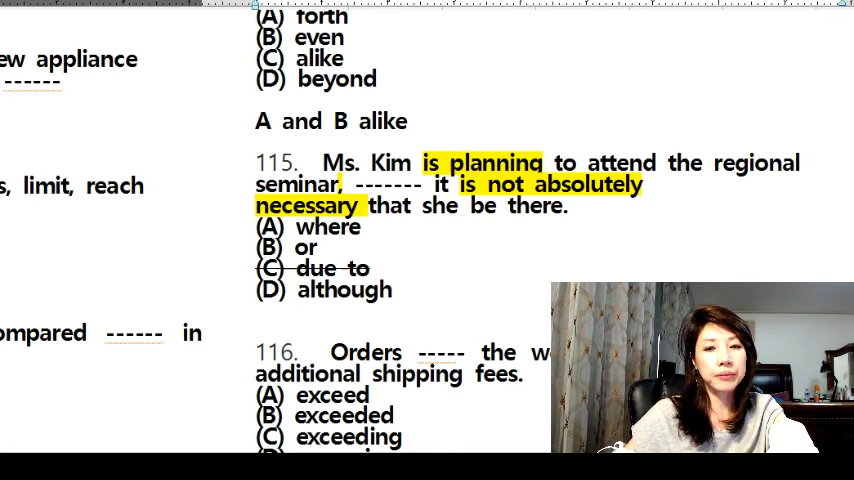 ew appliance
------
s, limit, reach
ompared ------ in
(A) forth
(B) even
(C) alike
(D) beyond
A and B alike
115. Ms. Kim is planning to attend the regional
seminar, ------- it is not absolutely
necessary that she be there.
(A) where
(B) or
(C) due to
(D) although
116. Orders ----- the w
additional shipping fees.
(A) exceed
(B) exceeded
(C) exceeding